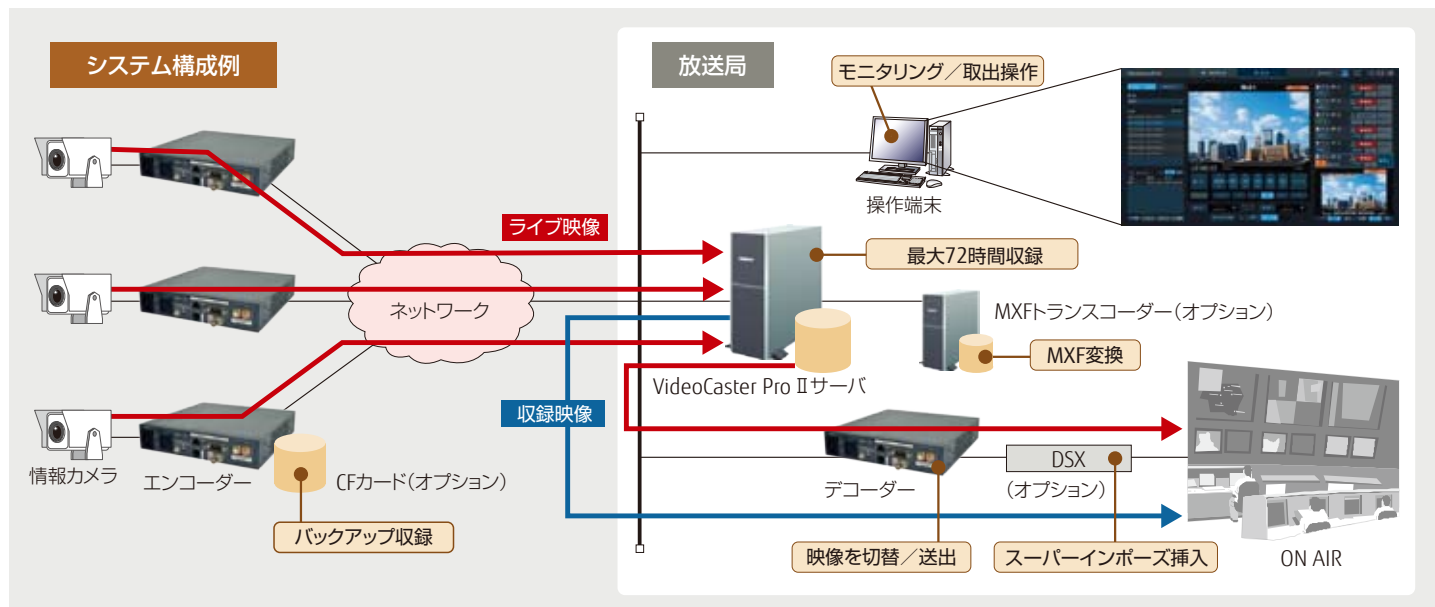 システム構成例
放送局
モニタリング／取出操作
操作端末
ライブ映像
最大72時間収録
ネットワーク
MXFトランスコーダー（オプション）
MXF変換
VideoCaster Pro Ⅱサーバ
収録映像
情報カメラ
エンコーダー
CFカード（オプション）
バックアップ収録
デコーダー
DSX
（オプション）
映像を切替／送出
スーパーインポーズ挿入
ON AIR